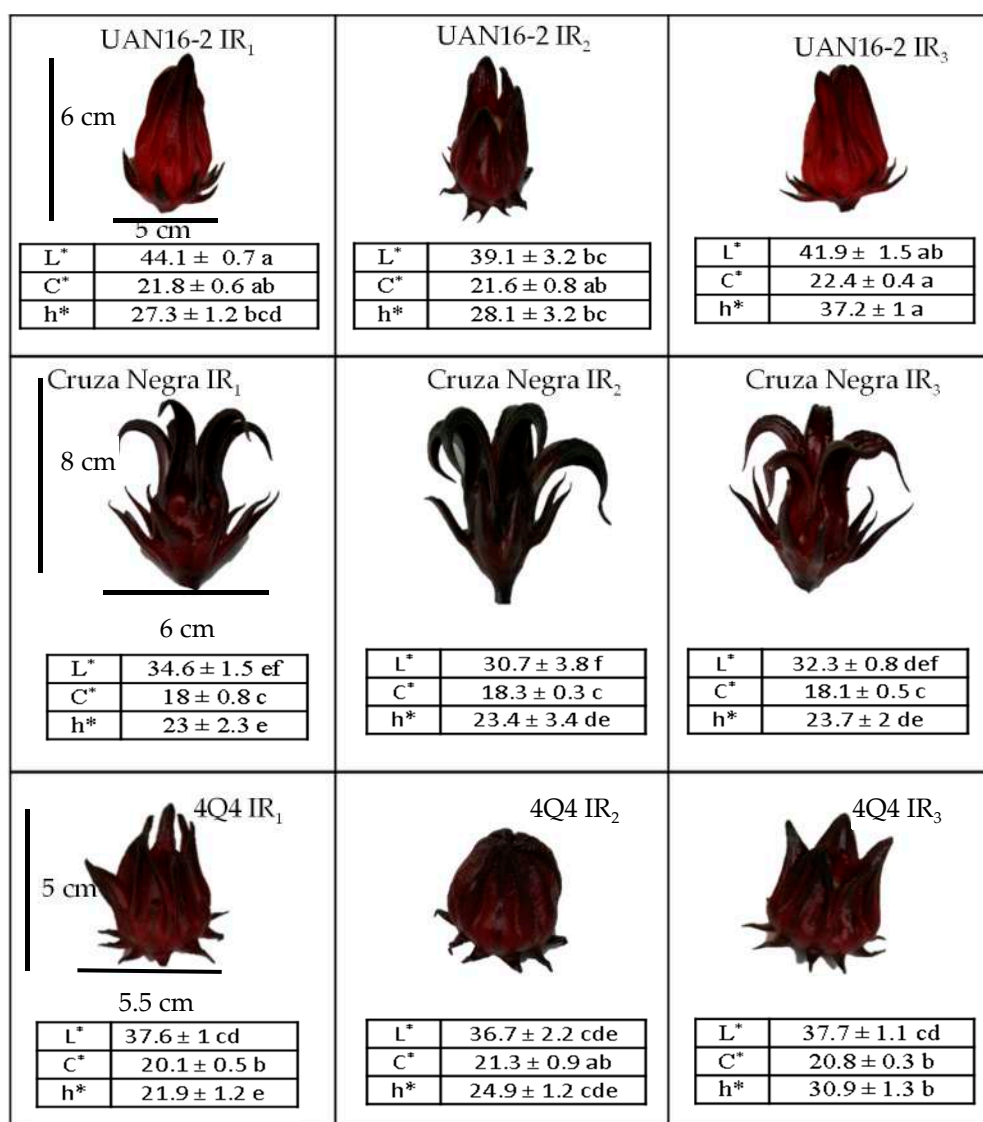 UAN16-2 IR₁
6 cm
5 cm
L* 44.1 ± 0.7 a
C* 21.8 ± 0.6 ab
h* 27.3 ± 1.2 bcd
UAN16-2 IR₂
L* 39.1 ± 3.2 bc
C* 21.6 ± 0.8 ab
h* 28.1 ± 3.2 bc
UAN16-2 IR₃
L* 41.9 ± 1.5 ab
C* 22.4 ± 0.4 a
h* 37.2 ± 1 a
Cruza Negra IR₁
8 cm
6 cm
L* 34.6 ± 1.5 ef
C* 18 ± 0.8 c
h* 23 ± 2.3 e
Cruza Negra IR₂
L* 30.7 ± 3.8 f
C* 18.3 ± 0.3 c
h* 23.4 ± 3.4 de
Cruza Negra IR₃
L* 32.3 ± 0.8 def
C* 18.1 ± 0.5 c
h* 23.7 ± 2 de
4Q4 IR₁
5 cm
5.5 cm
L* 37.6 ± 1 cd
C* 20.1 ± 0.5 b
h* 21.9 ± 1.2 e
4Q4 IR₂
L* 36.7 ± 2.2 cde
C* 21.3 ± 0.9 ab
h* 24.9 ± 1.2 cde
4Q4 IR₃
L* 37.7 ± 1.1 cd
C* 20.8 ± 0.3 b
h* 30.9 ± 1.3 b